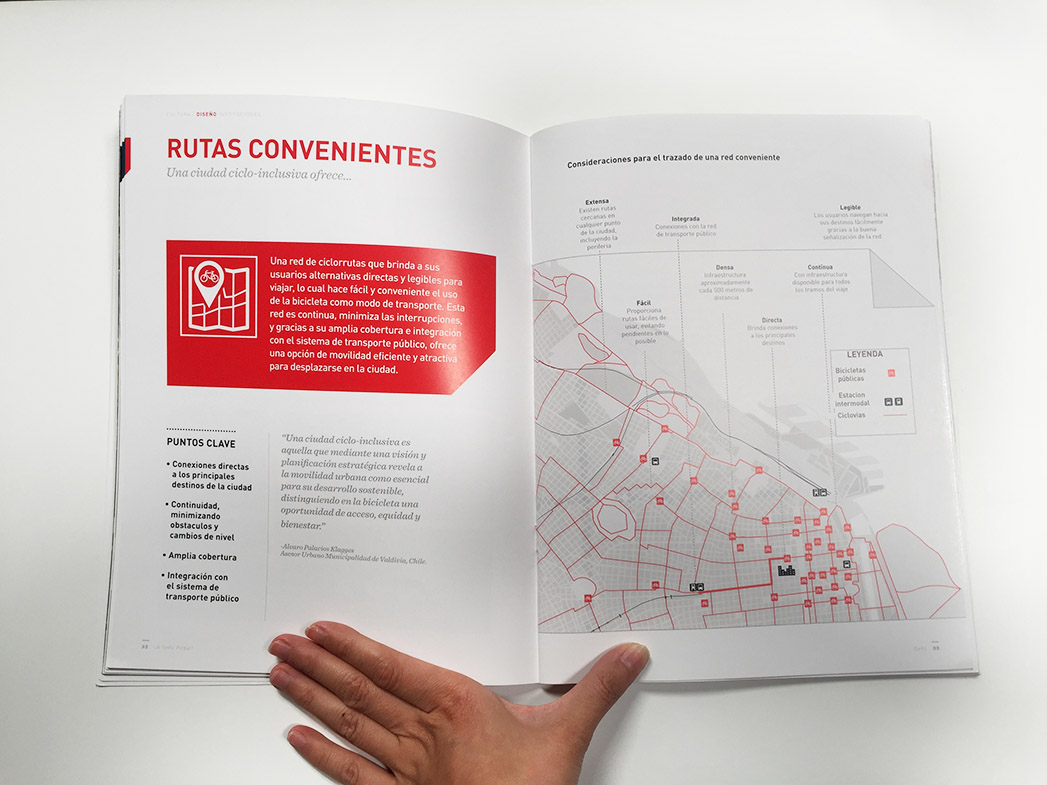 DISEÑO
RUTAS CONVENIENTES
Una ciudad ciclo-inclusiva ofrece...
Una red de ciclorrutas que brinda a sus
usuarios alternativas directas y legibles para
viajar, lo cual hace fácil y conveniente el uso
de la bicicleta como modo de transporte. Esta
red es continua, minimiza las interrupciones,
y gracias a su amplia cobertura e integración
con el sistema de transporte público, ofrece
una opción de movilidad eficiente y atractiva
para desplazarse en la ciudad.
PUNTOS CLAVE
• Conexiones directas
a los principales
destinos de la ciudad
• Continuidad,
minimizando
obstaculos y
cambios de nivel
• Amplia cobertura
• Integración con
el sistema de
transporte público
"Una ciudad ciclo-inclusiva es
aquella que mediante una visión y
planificación estratégica revela a
la movilidad urbana como esencial
para su desarrollo sostenible,
distinguiendo en la bicicleta una
oportunidad de acceso, equidad y
bienestar."
-Alvaro Palacios Klagges
Asesor Urbano Municipalidad de Valdivia, Chile.
Consideraciones para el trazado de una red conveniente
Extensa
Existen rutas
cercanas en
cualquier punto
de la ciudad,
incluyendo la
periferia
Integrada
Conexiones con la red
de transporte público
Legible
Los usuarios navegan hacia
sus destinos fácilmente
gracias a la buena
señalización de la red
Densa
Infraestructura
aproximadamente
cada 500 metros de
distancia
Continua
Con infraestructura
disponible para todos
los tramos del viaje
Fácil
Proporciona
rutas fáciles de
usar, evitando
pendientes en lo
posible
Directa
Brinda conexiones
a los principales
destinos
LEYENDA
Bicicletas
públicas
Estacion
intermodal
Ciclovias